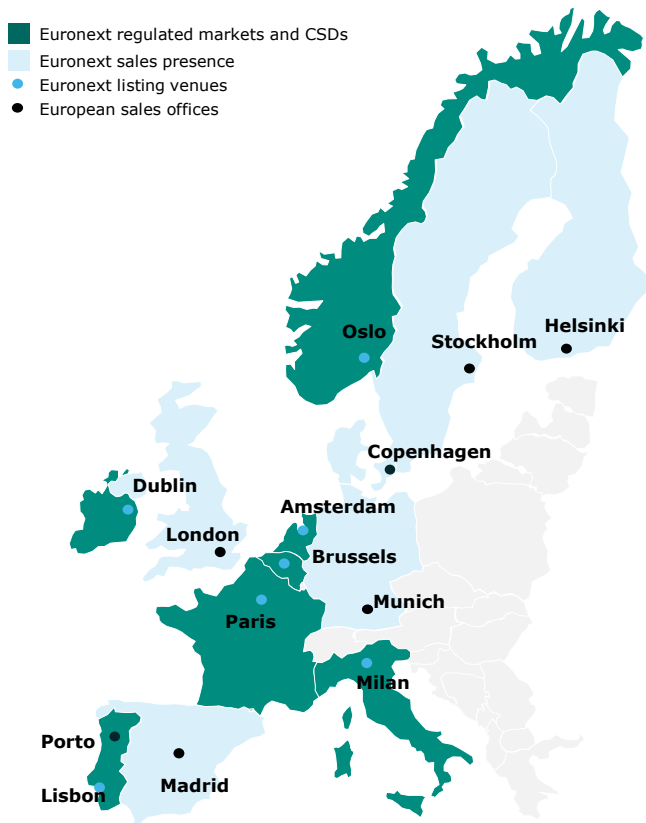 Euronext regulated markets and CSDs
Euronext sales presence
Euronext listing venues
European sales offices
Oslo
Helsinki
Stockholm
Copenhagen
Dublin
Amsterdam
London
Brussels
Munich
Paris
Milan
Porto
Madrid
Lisbon